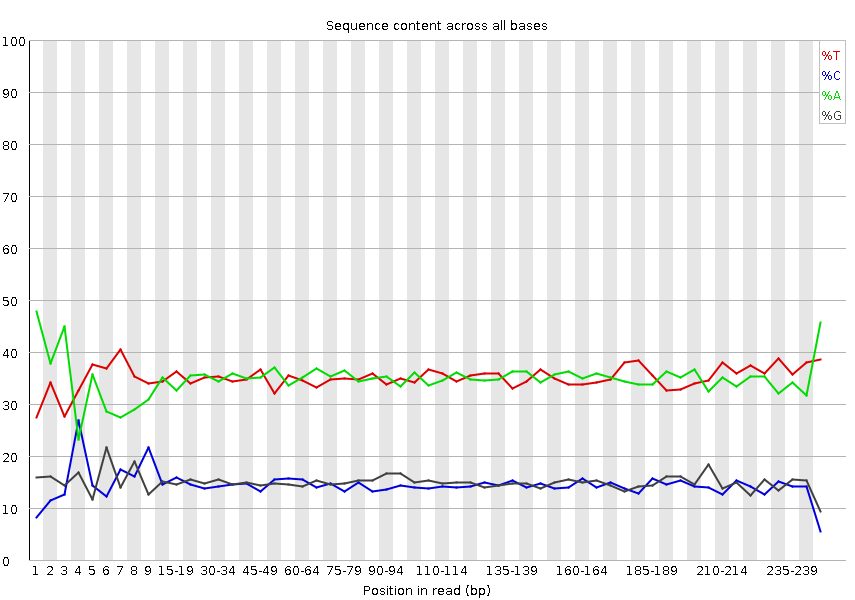 Sequence content across all bases
100
90
80
70
60
50
40
30
20
10
0
%T
%C
%A
%G
1 2 3 4 5 6 7 8 9 15-19 30-34 45-49 60-64 75-79 90-94 110-114 135-139 160-164 185-189 210-214 235-239
Position in read (bp)